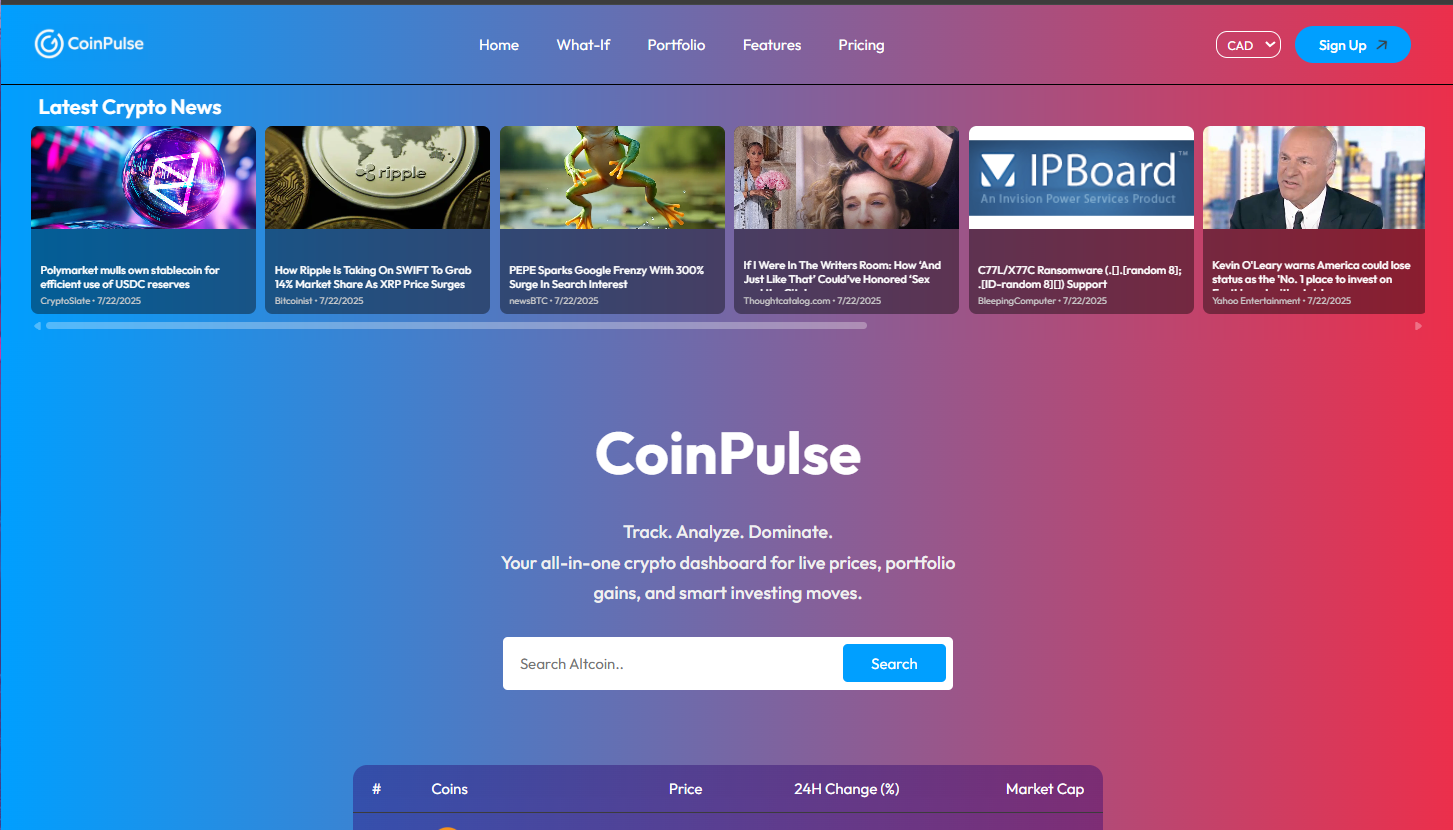 CoinPulse
Home
What-If
Portfolio
Features
Pricing
CAD
Sign Up
Latest Crypto News
ripple
IPBoard™
An Invision Power Services Product
Polymarket mulls own stablecoin for
efficient use of USDC reserves
CryptoSlate • 7/22/2025
How Ripple Is Taking On SWIFT To Grab
14% Market Share As XRP Price Surges
Bitcoinist • 7/22/2025
PEPE Sparks Google Frenzy With 300%
Surge In Search Interest
newsBTC • 7/22/2025
If I Were In The Writers Room: How ‘And
Just Like That’ Could’ve Honored ‘Sex
Thoughtcatalog.com • 7/22/2025
C77L/X77C Ransomware (.[].[random 8];
.[ID-random 8][]) Support
BleepingComputer • 7/22/2025
Kevin O'Leary warns America could lose
status as the 'No. 1 place to invest on
Yahoo Entertainment • 7/22/2025
CoinPulse
Track. Analyze. Dominate.
Your all-in-one crypto dashboard for live prices, portfolio
gains, and smart investing moves.
Search Altcoin..
Search
# Coins Price 24H Change (%) Market Cap